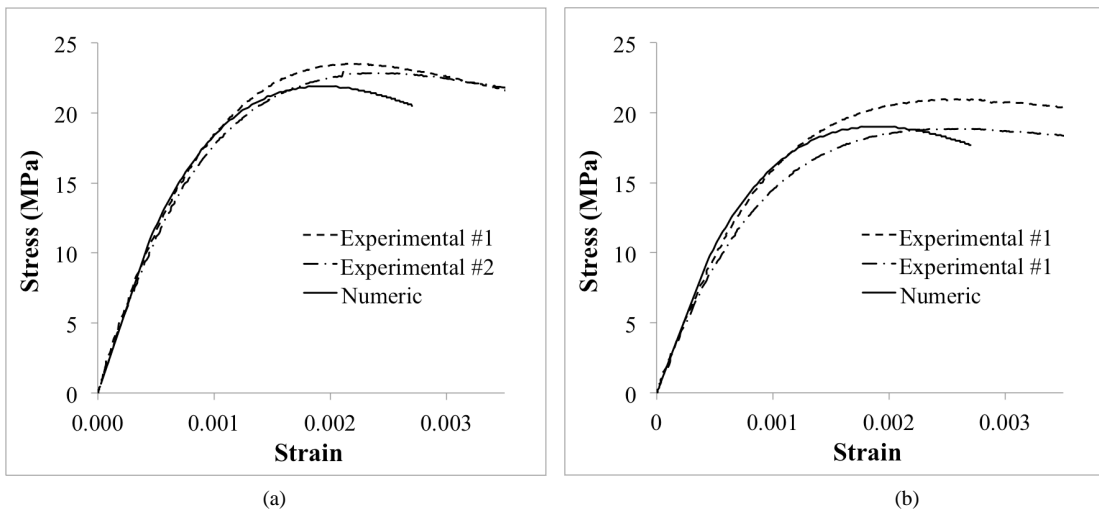 25
20
15
10
5
0
Stress (MPa)
Experimental #1
Experimental #2
Numeric
0.000 0.001 0.002 0.003
Strain
(a)
25
20
15
10
5
0
Stress (MPa)
Experimental #1
Experimental #1
Numeric
0 0.001 0.002 0.003
Strain
(b)